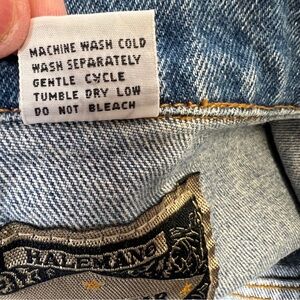 MACHINE WASH COLD
WASH SEPARATELY
GENTLE CYCLE
TUMBLE DRY LOW
DO NOT BLEACH